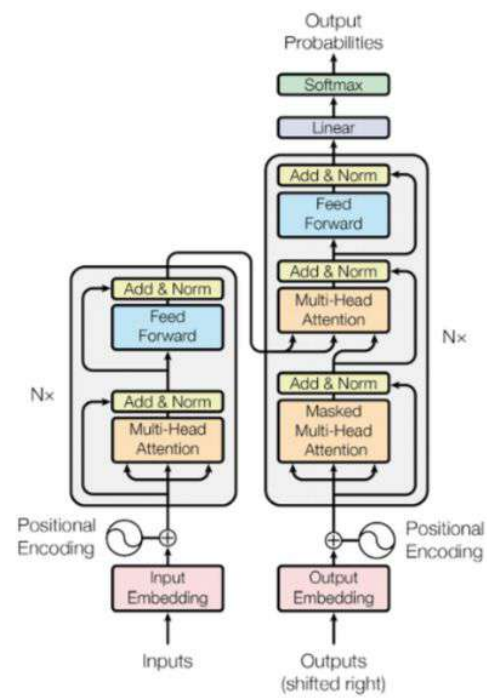 Output
Probabilities
Softmax
Linear
Add & Norm
Feed
Forward
Add & Norm
Multi-Head
Attention
Add & Norm
Masked
Multi-Head
Attention
N×
Add & Norm
Feed
Forward
Add & Norm
Multi-Head
Attention
N×
Positional
Encoding
Positional
Encoding
Input
Embedding
Output
Embedding
Inputs
Outputs
(shifted right)